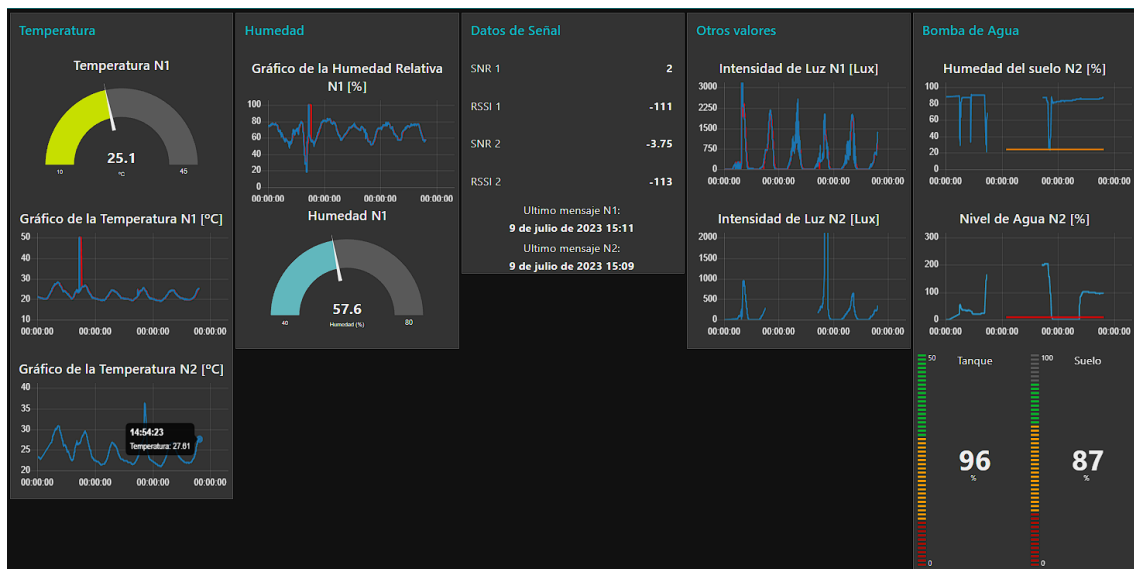 Temperatura
Temperatura N1
25.1
10
ºC
45
Gráfico de la Temperatura N1 [ºC]
50
40
30
20
10
00:00:00 00:00:00 00:00:00 00:00:00
Gráfico de la Temperatura N2 [ºC]
40
35
30
25
20
14:54:23
Temperatura: 27.61
00:00:00 00:00:00 00:00:00 00:00:00
Humedad
Gráfico de la Humedad Relativa
N1 [%]
100
80
60
40
20
0
00:00:00 00:00:00 00:00:00 00:00:00
Humedad N1
57.6
40
Humedad (%)
80
Datos de Señal
SNR 1 2
RSSI 1 -111
SNR 2 -3.75
RSSI 2 -113
Ultimo mensaje N1:
9 de julio de 2023 15:11
Ultimo mensaje N2:
9 de julio de 2023 15:09
Otros valores
Intensidad de Luz N1 [Lux]
3000
2250
1500
750
0
00:00:00 00:00:00 00:00:00 00:00:00
Intensidad de Luz N2 [Lux]
2000
1500
1000
500
0
00:00:00 00:00:00 00:00:00 00:00:00
Bomba de Agua
Humedad del suelo N2 [%]
100
80
60
40
20
0
00:00:00 00:00:00 00:00:00 00:00:00
Nivel de Agua N2 [%]
300
200
100
0
00:00:00 00:00:00 00:00:00 00:00:00
50
Tanque
96
%
0
100
Suelo
87
%
0